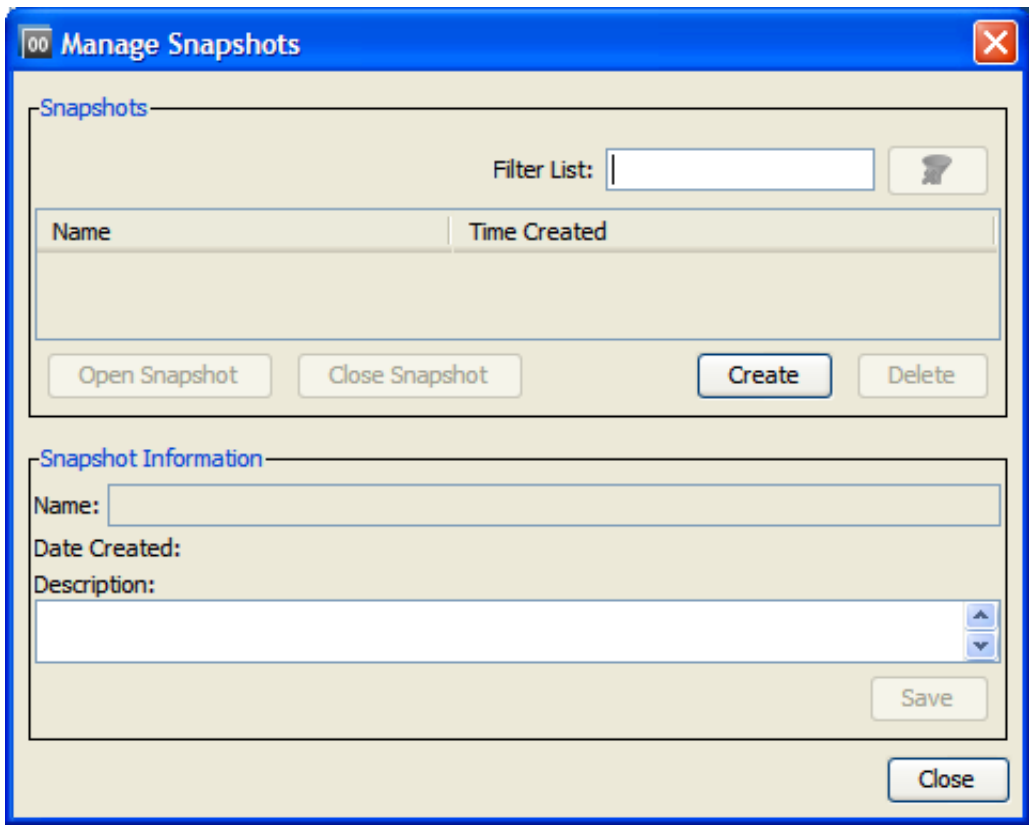 00 Manage Snapshots
Snapshots
Filter List:
Name Time Created
Open Snapshot Close Snapshot Create Delete
Snapshot Information
Name:
Date Created:
Description:
Save
Close